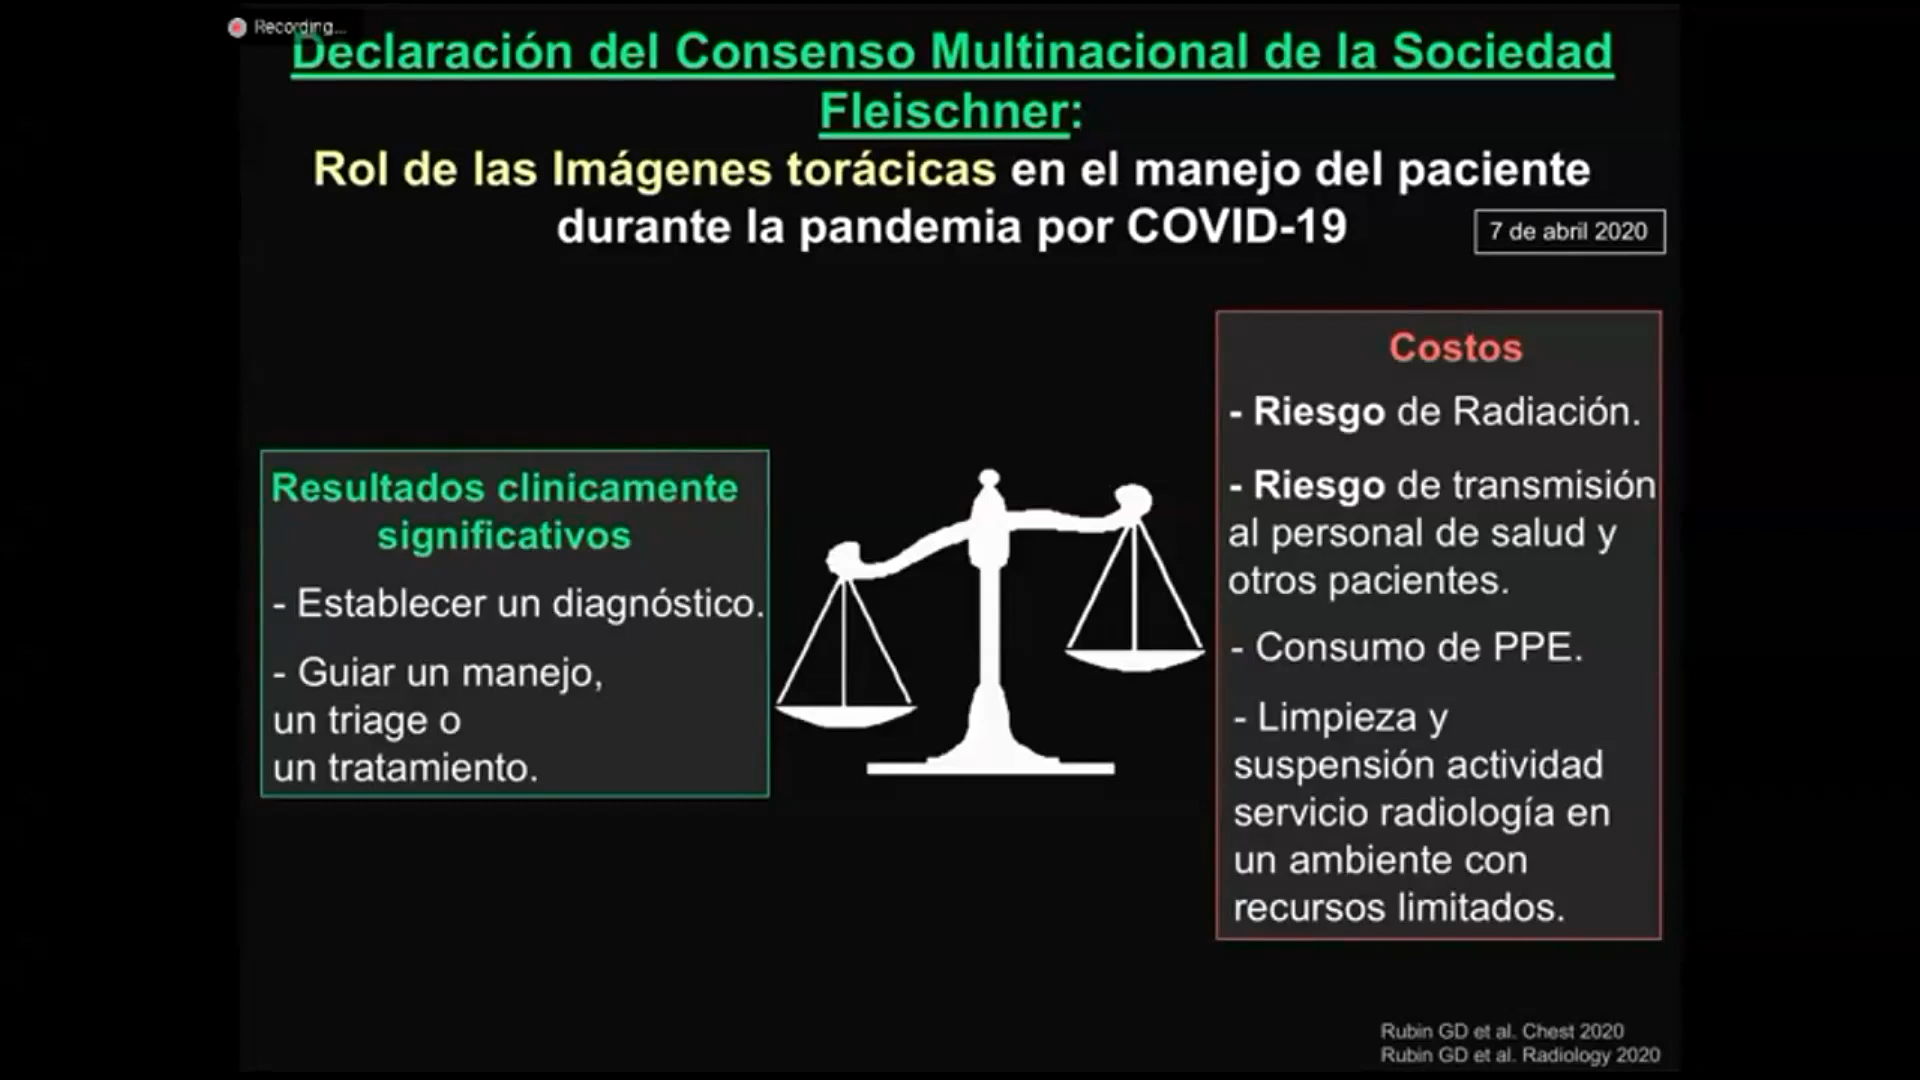 Recording...
Declaración del Consenso Multinacional de la Sociedad
Fleischner:
Rol de las Imágenes torácicas en el manejo del paciente
durante la pandemia por COVID-19
7 de abril 2020
Resultados clinicamente
significativos
- Establecer un diagnóstico.
- Guiar un manejo,
un triage o
un tratamiento.
Costos
- Riesgo de Radiación.
- Riesgo de transmisión
al personal de salud y
otros pacientes.
- Consumo de PPE.
- Limpieza y
suspensión actividad
servicio radiología en
un ambiente con
recursos limitados.
Rubin GD et al. Chest 2020
Rubin GD et al. Radiology 2020